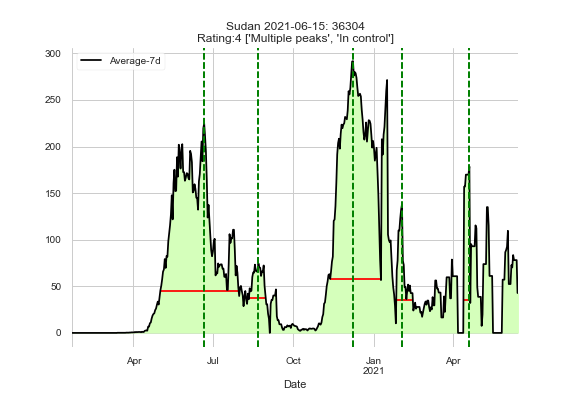 Sudan 2021-06-15: 36304
Rating:4 ['Multiple peaks', 'In control']
Average-7d
300
250
200
150
100
50
0
Apr
Jul
Oct
Jan
2021
Apr
Date